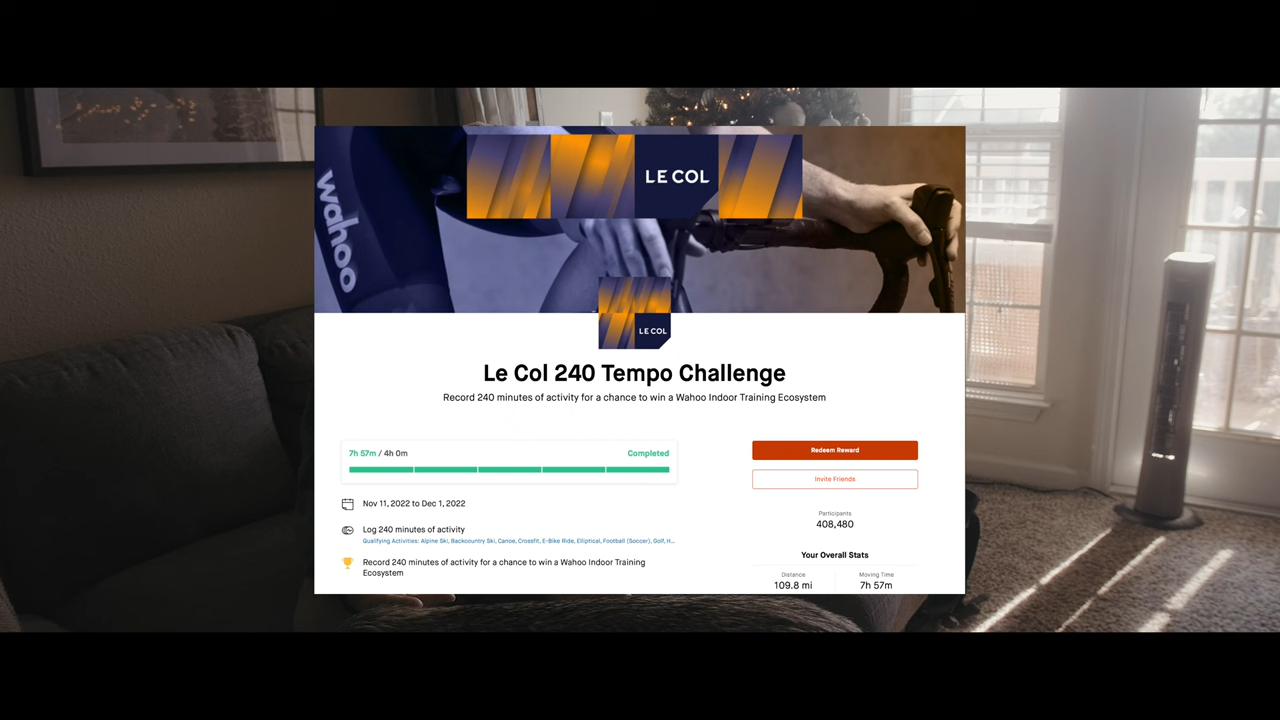 wahoo
LE COL
LE COL
Le Col 240 Tempo Challenge
Record 240 minutes of activity for a chance to win a Wahoo Indoor Training Ecosystem
7h 57m / 4h 0m
Completed
Nov 11, 2022 to Dec 1, 2022
Log 240 minutes of activity
Qualifying Activities: Alpine Ski, Backcountry Ski, Canoe, Crossfit, E-Bike Ride, Elliptical, Football (Soccer), Golf, H...
Record 240 minutes of activity for a chance to win a Wahoo Indoor Training
Ecosystem
Redeem Reward
Invite Friends
Participants
408,480
Your Overall Stats
Distance
109.8 mi
Moving Time
7h 57m